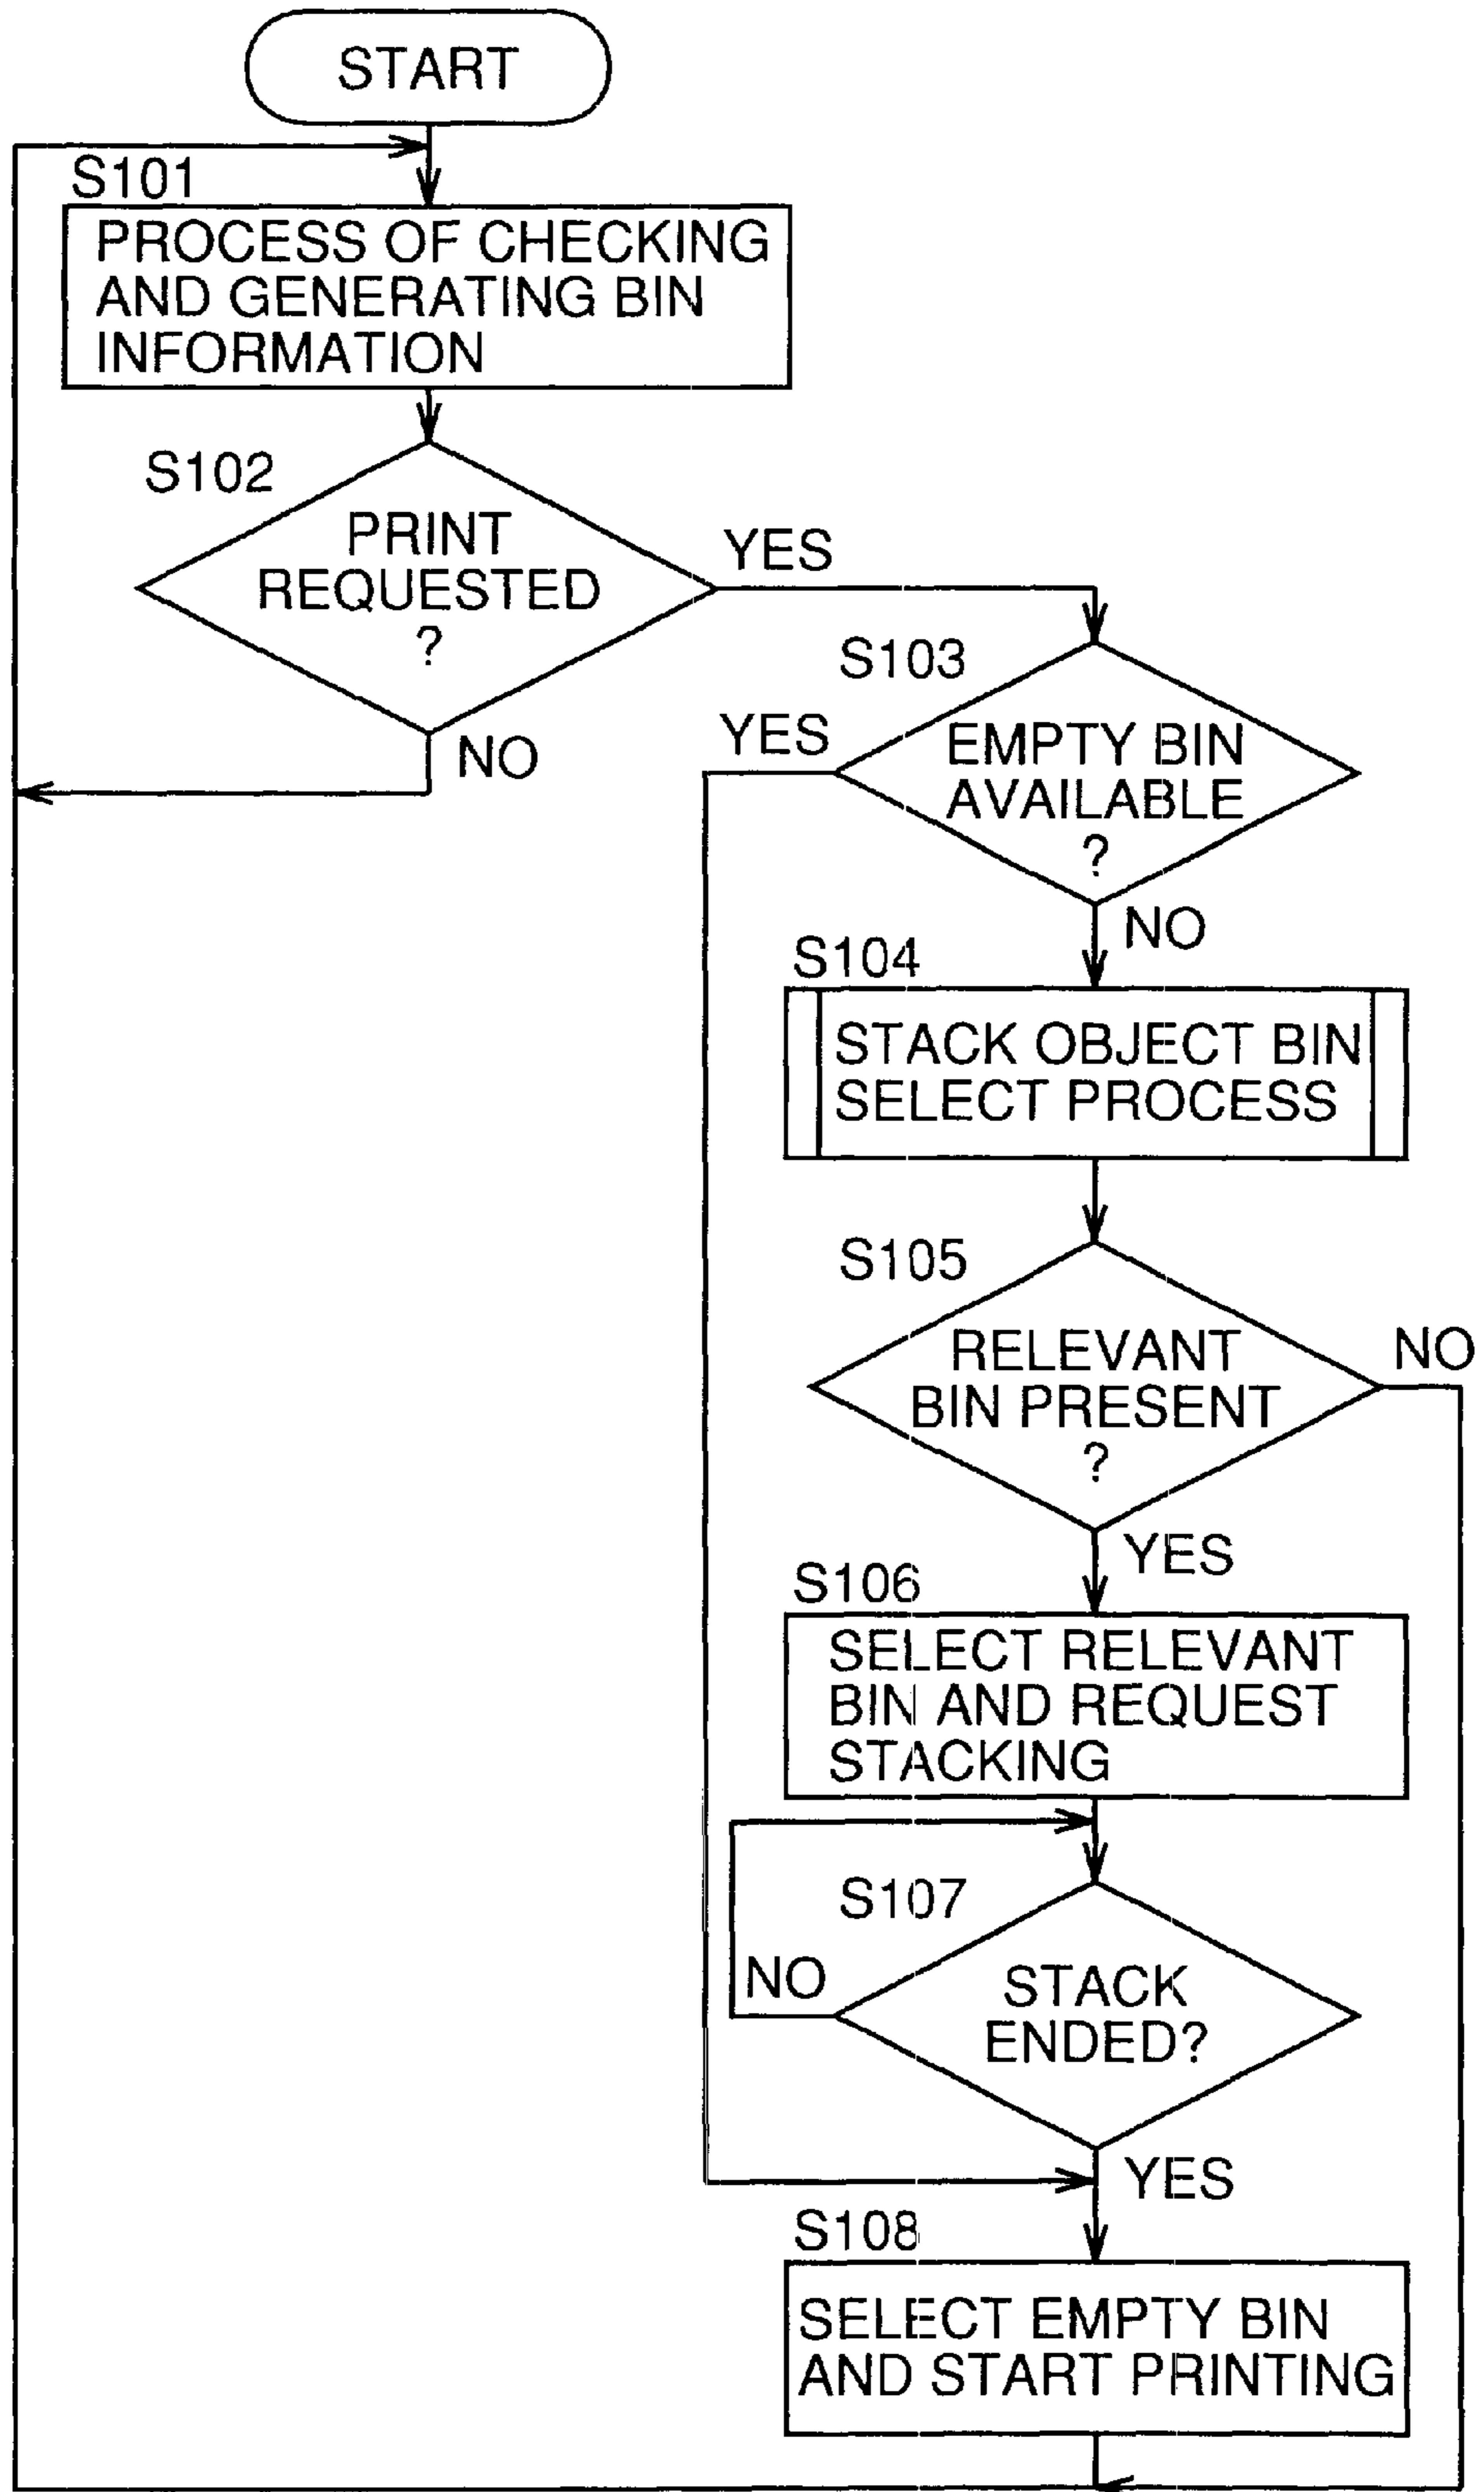 START
S101
PROCESS OF CHECKING
AND GENERATING BIN
INFORMATION
S102
PRINT
REQUESTED
?
YES
NO
S103
YES
EMPTY BIN
AVAILABLE
?
NO
S104
STACK OBJECT BIN
SELECT PROCESS
S105
RELEVANT
BIN PRESENT
?
NO
YES
S106
SELECT RELEVANT
BIN AND REQUEST
STACKING
S107
NO
STACK
ENDED?
YES
S108
SELECT EMPTY BIN
AND START PRINTING